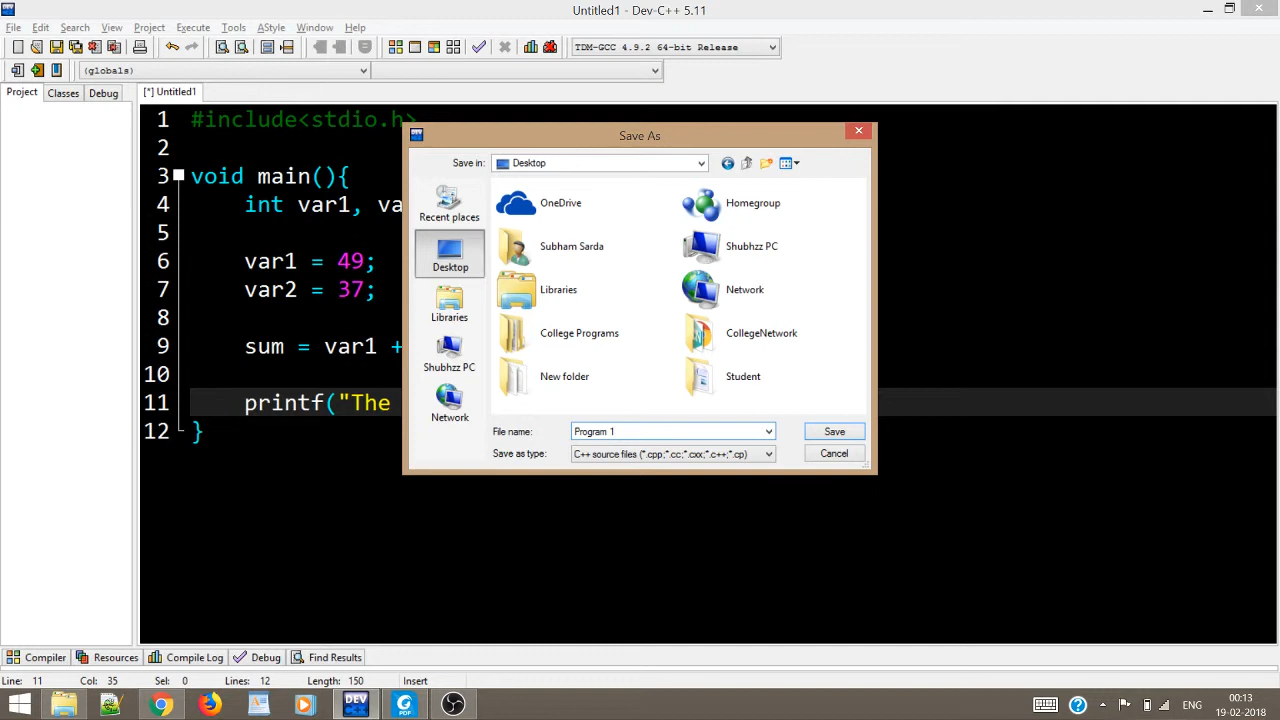 Untitled1 - Dev-C++ 5.11
File Edit Search View Project Execute Tools AStyle Window Help
TDM-GCC 4.9.2 64-bit Release
(globals)
Project Classes Debug [*] Untitled1
1 #include<stdio.h>
2
3 void main(){
4 int var1, va
5
6 var1 = 49;
7 var2 = 37;
8
9 sum = var1 +
10
11 printf("The
12 }
Save As
Save in: Desktop
Recent places
Desktop
Libraries
Shubhzz PC
Network
OneDrive Homegroup
Subham Sarda Shubhzz PC
Libraries Network
College Programs CollegeNetwork
New folder Student
File name: Program 1 Save
Save as type: C++ source files (*.cpp;*.cc;*.cxx;*.c++;*.cp) Cancel
Compiler Resources Compile Log Debug Find Results
Line: 11 Col: 35 Sel: 0 Lines: 12 Length: 150 Insert
DEV PDF ENG 00:13
19-02-2018